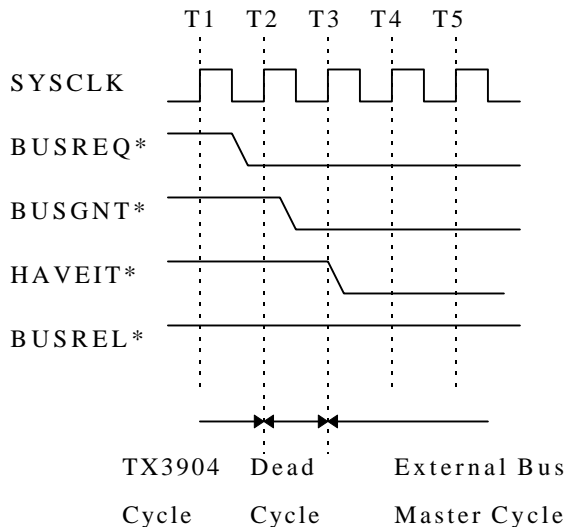 T1 T2 T3 T4 T5
SYSCLK
BUSREQ*
BUSGNT*
HAVEIT*
BUSREL*
TX3904 Dead External Bus
Cycle Cycle Master Cycle